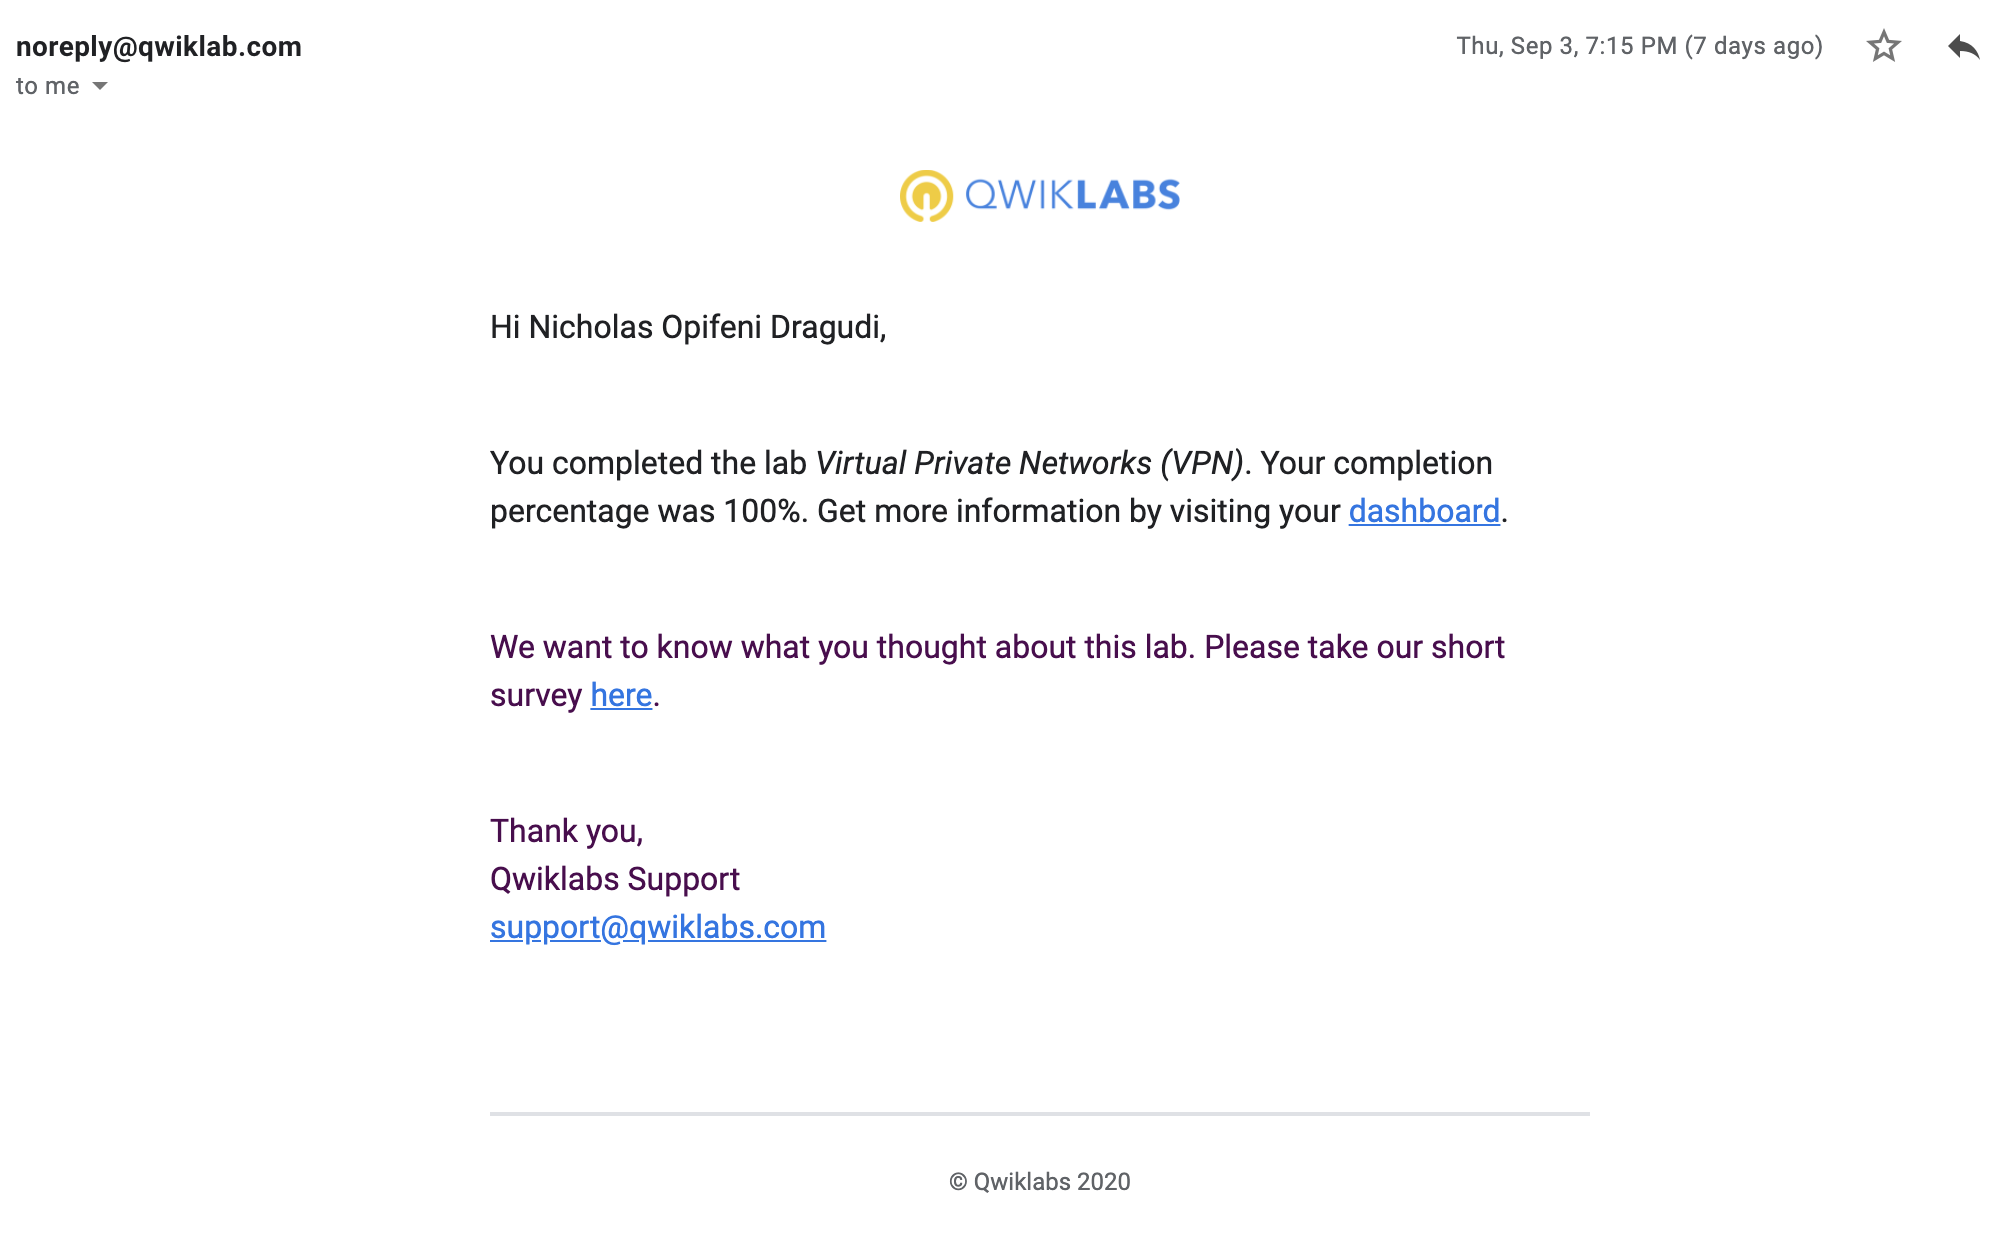 noreply@qwiklab.com
Thu, Sep 3, 7:15 PM (7 days ago)
to me
QWIKLABS
Hi Nicholas Opifeni Dragudi,
You completed the lab Virtual Private Networks (VPN). Your completion
percentage was 100%. Get more information by visiting your dashboard.
We want to know what you thought about this lab. Please take our short
survey here.
Thank you,
Qwiklabs Support
support@qwiklabs.com
© Qwiklabs 2020